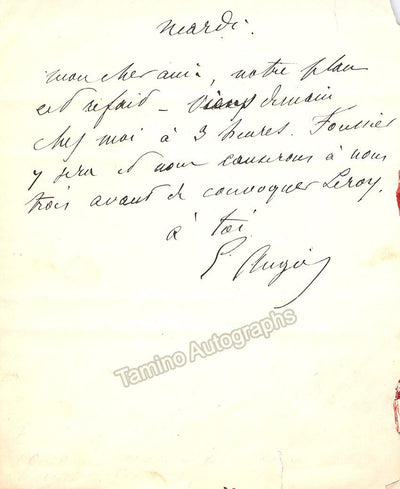 mardi.
mon cher ami, notre plan
est refait - viens demain
chez moi à 3 heures. Foussier
y sera et nous causerons à nous
trois avant de convoquer Leroy.
à toi
E. Augier
Tamino Autographs